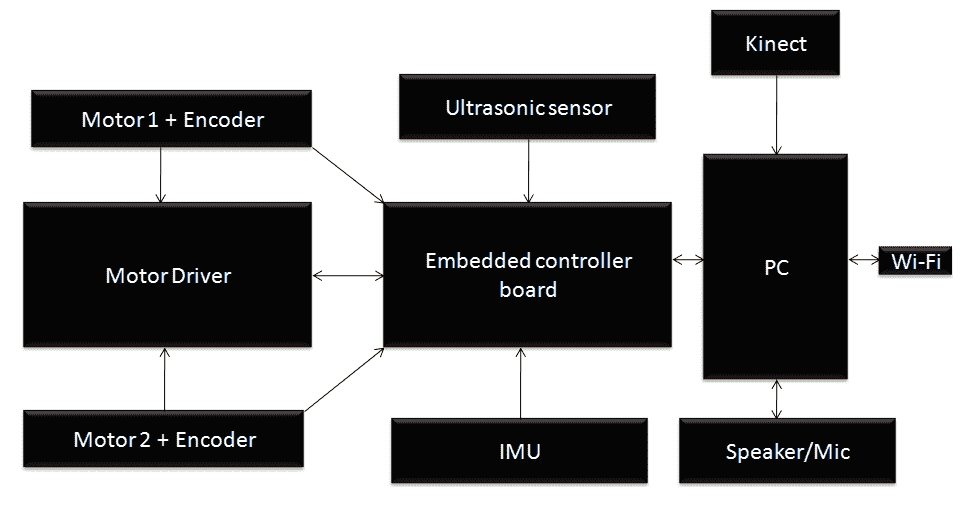 Kinect
Ultrasonic sensor
Motor 1 + Encoder
Motor Driver
Embedded controller
board
PC
Wi-Fi
Motor 2 + Encoder
IMU
Speaker/Mic